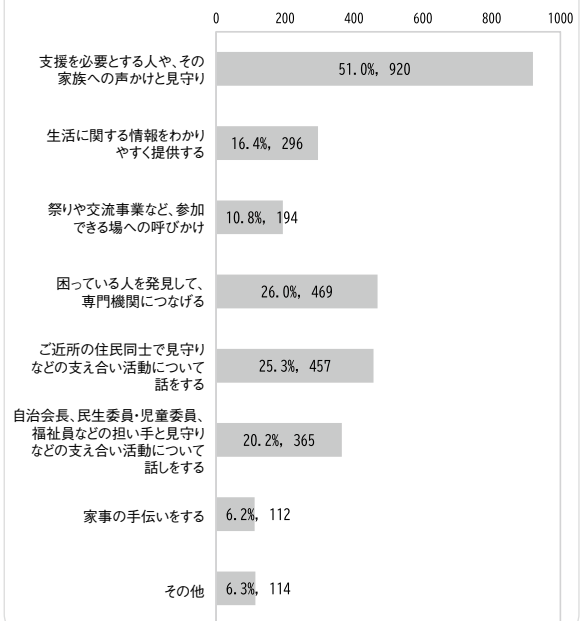 0 200 400 600 800 1000
支援を必要とする人や、その
家族への声かけと見守り
51.0%, 920
生活に関する情報をわかり
やすく提供する
16.4%, 296
祭りや交流事業など、参加
できる場への呼びかけ
10.8%, 194
困っている人を発見して、
専門機関につなげる
26.0%, 469
ご近所の住民同士で見守り
などの支え合い活動について
話をする
25.3%, 457
自治会長、民生委員・児童委員、
福祉員などの担い手と見守り
などの支え合い活動について
話しをする
20.2%, 365
家事の手伝いをする
6.2%, 112
その他
6.3%, 114